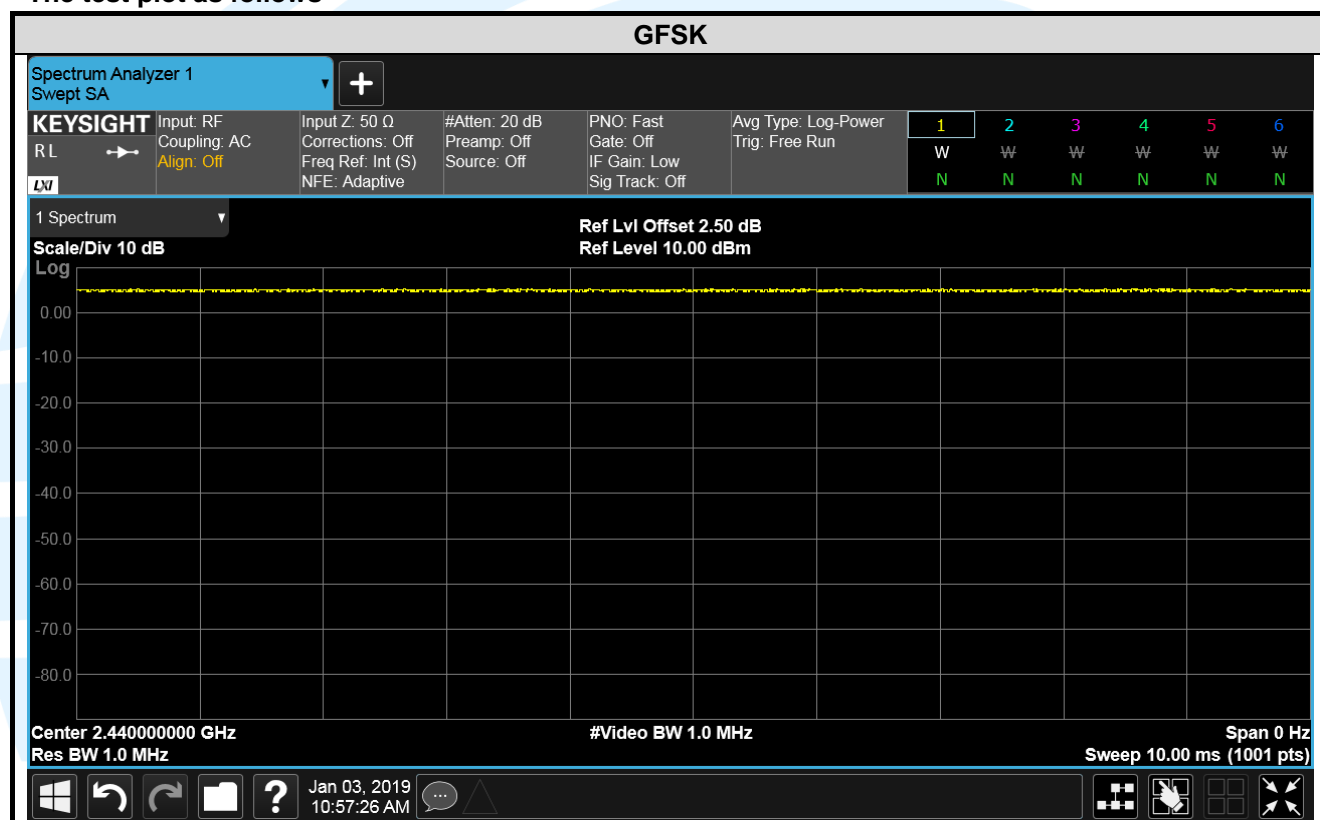 The test plot as follows
GFSK
Spectrum Analyzer 1
Swept SA
KEYSIGHT
R L
LXI
Input: RF
Coupling: AC
Align: Off
Input Z: 50 Ω
Corrections: Off
Freq Ref: Int (S)
NFE: Adaptive
#Atten: 20 dB
Preamp: Off
Source: Off
PNO: Fast
Gate: Off
IF Gain: Low
Sig Track: Off
Avg Type: Log-Power
Trig: Free Run
1 2 3 4 5 6
W W W W W W
N N N N N N
1 Spectrum
Ref Lvl Offset 2.50 dB
Scale/Div 10 dB
Ref Level 10.00 dBm
Log
0.00
-10.0
-20.0
-30.0
-40.0
-50.0
-60.0
-70.0
-80.0
Center 2.440000000 GHz
#Video BW 1.0 MHz
Span 0 Hz
Res BW 1.0 MHz
Sweep 10.00 ms (1001 pts)
?
Jan 03, 2019
10:57:26 AM